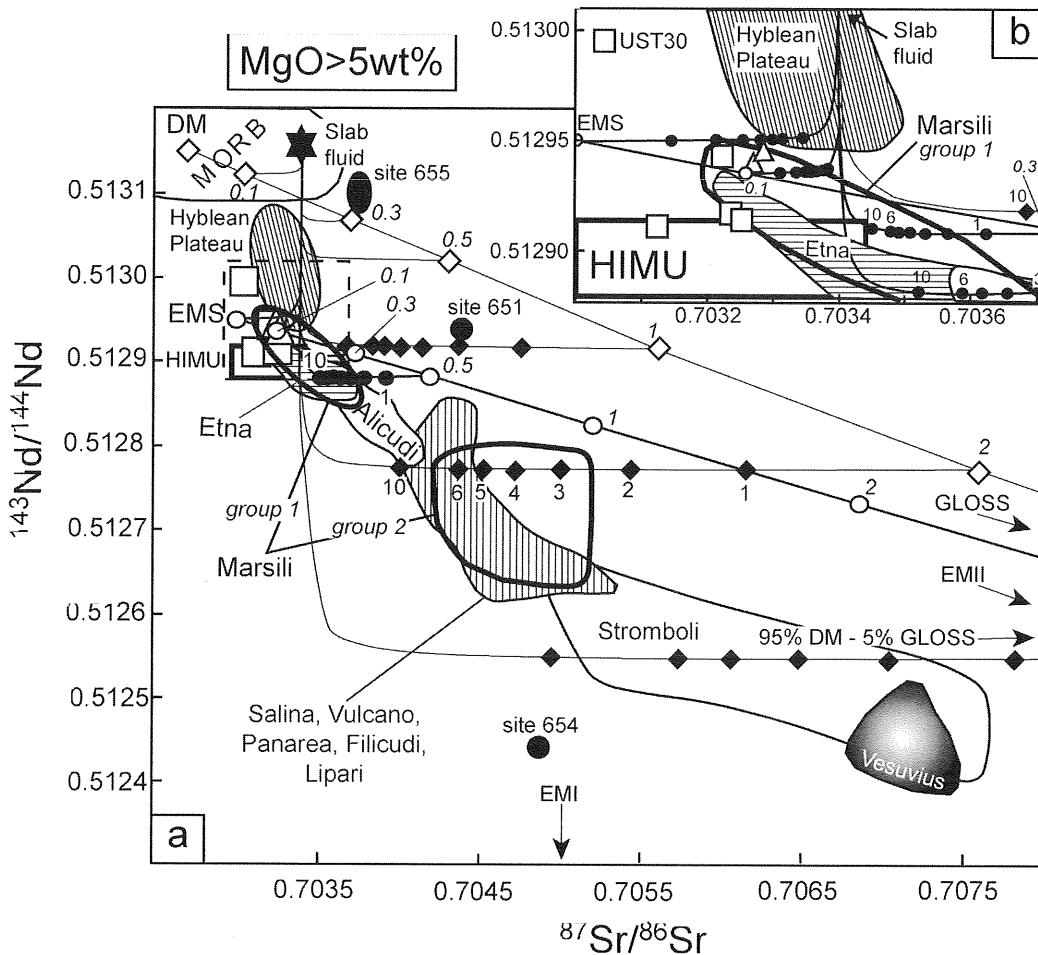 MgO>5wt%
a
DM
MORB
Slab
fluid
site 655
0.1
0.3
Hyblean
Plateau
0.5
0.1
EMS
0.3
site 651
1
HIMU
10
0.5
1
Etna
Alicudi
1
2
10
6
5
4
3
2
1
2
group 1
group 2
GLOSS
Marsili
EMII
Stromboli
95% DM - 5% GLOSS
Salina, Vulcano,
Panarea, Filicudi,
Lipari
site 654
Vesuvius
EMI
0.5131
0.5130
0.5129
0.5128
0.5127
0.5126
0.5125
0.5124
143Nd/144Nd
0.7035
0.7045
0.7055
0.7065
0.7075
87Sr/86Sr
b
UST30
Hyblean
Plateau
Slab
fluid
EMS
Marsili
group 1
0.1
0.3
10
10
6
1
HIMU
Etna
10
6
3
0.51300
0.51295
0.51290
0.7032
0.7034
0.7036